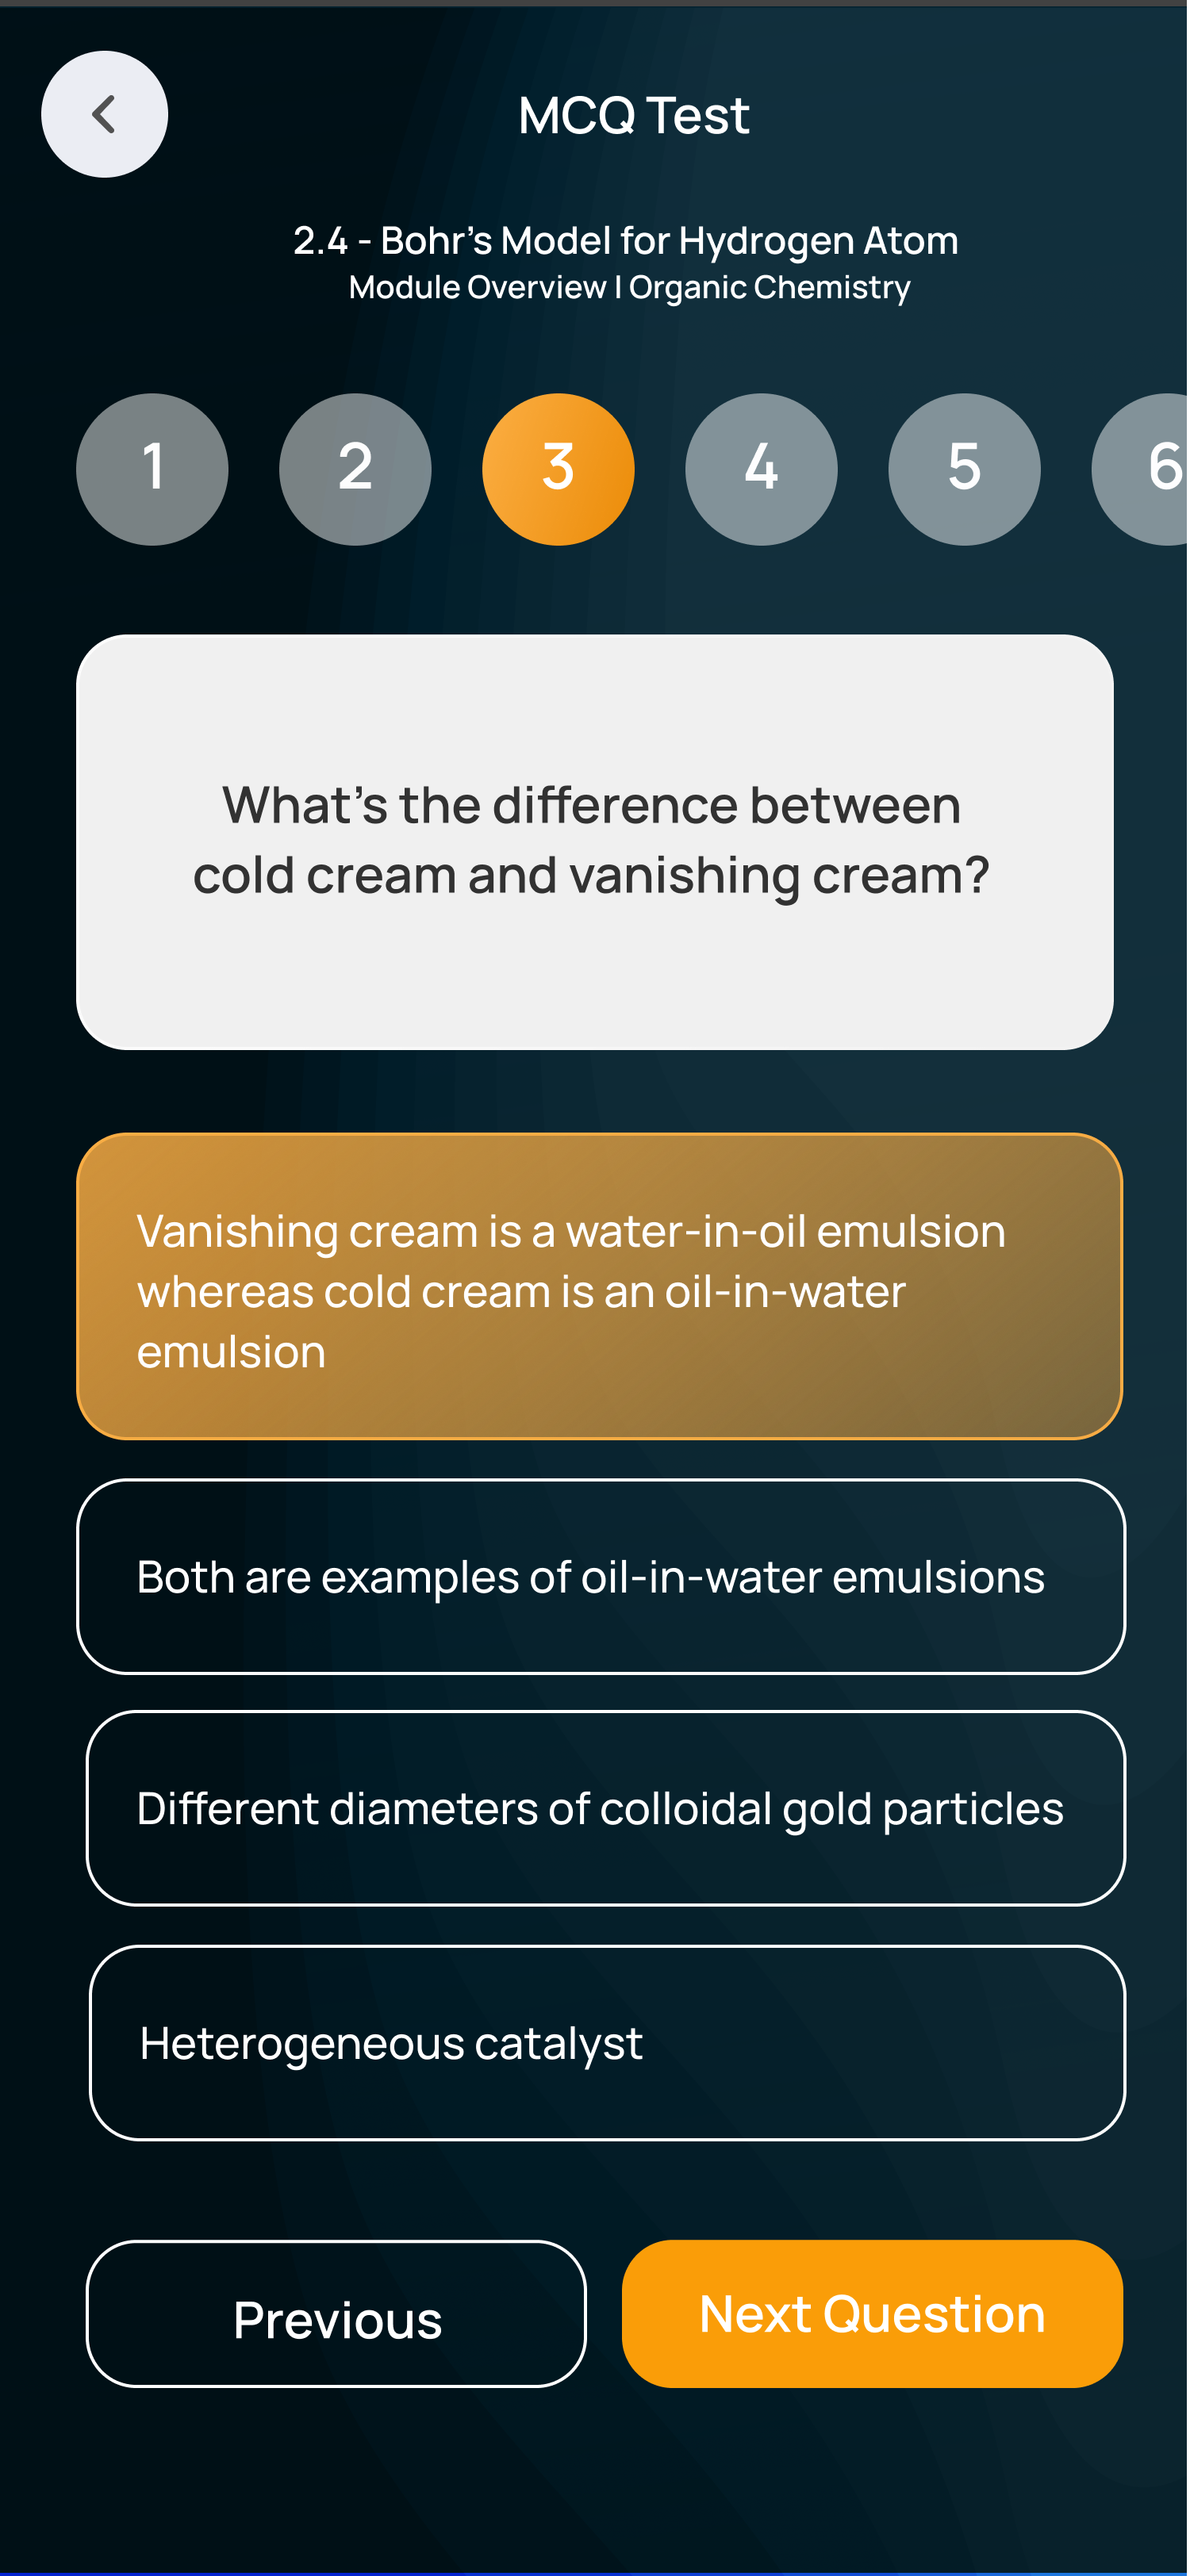 MCQ Test
2.4 - Bohr’s Model for Hydrogen Atom
Module Overview | Organic Chemistry
1 2 3 4 5 6
What’s the difference between
cold cream and vanishing cream?
Vanishing cream is a water-in-oil emulsion
whereas cold cream is an oil-in-water
emulsion
Both are examples of oil-in-water emulsions
Different diameters of colloidal gold particles
Heterogeneous catalyst
Previous Next Question